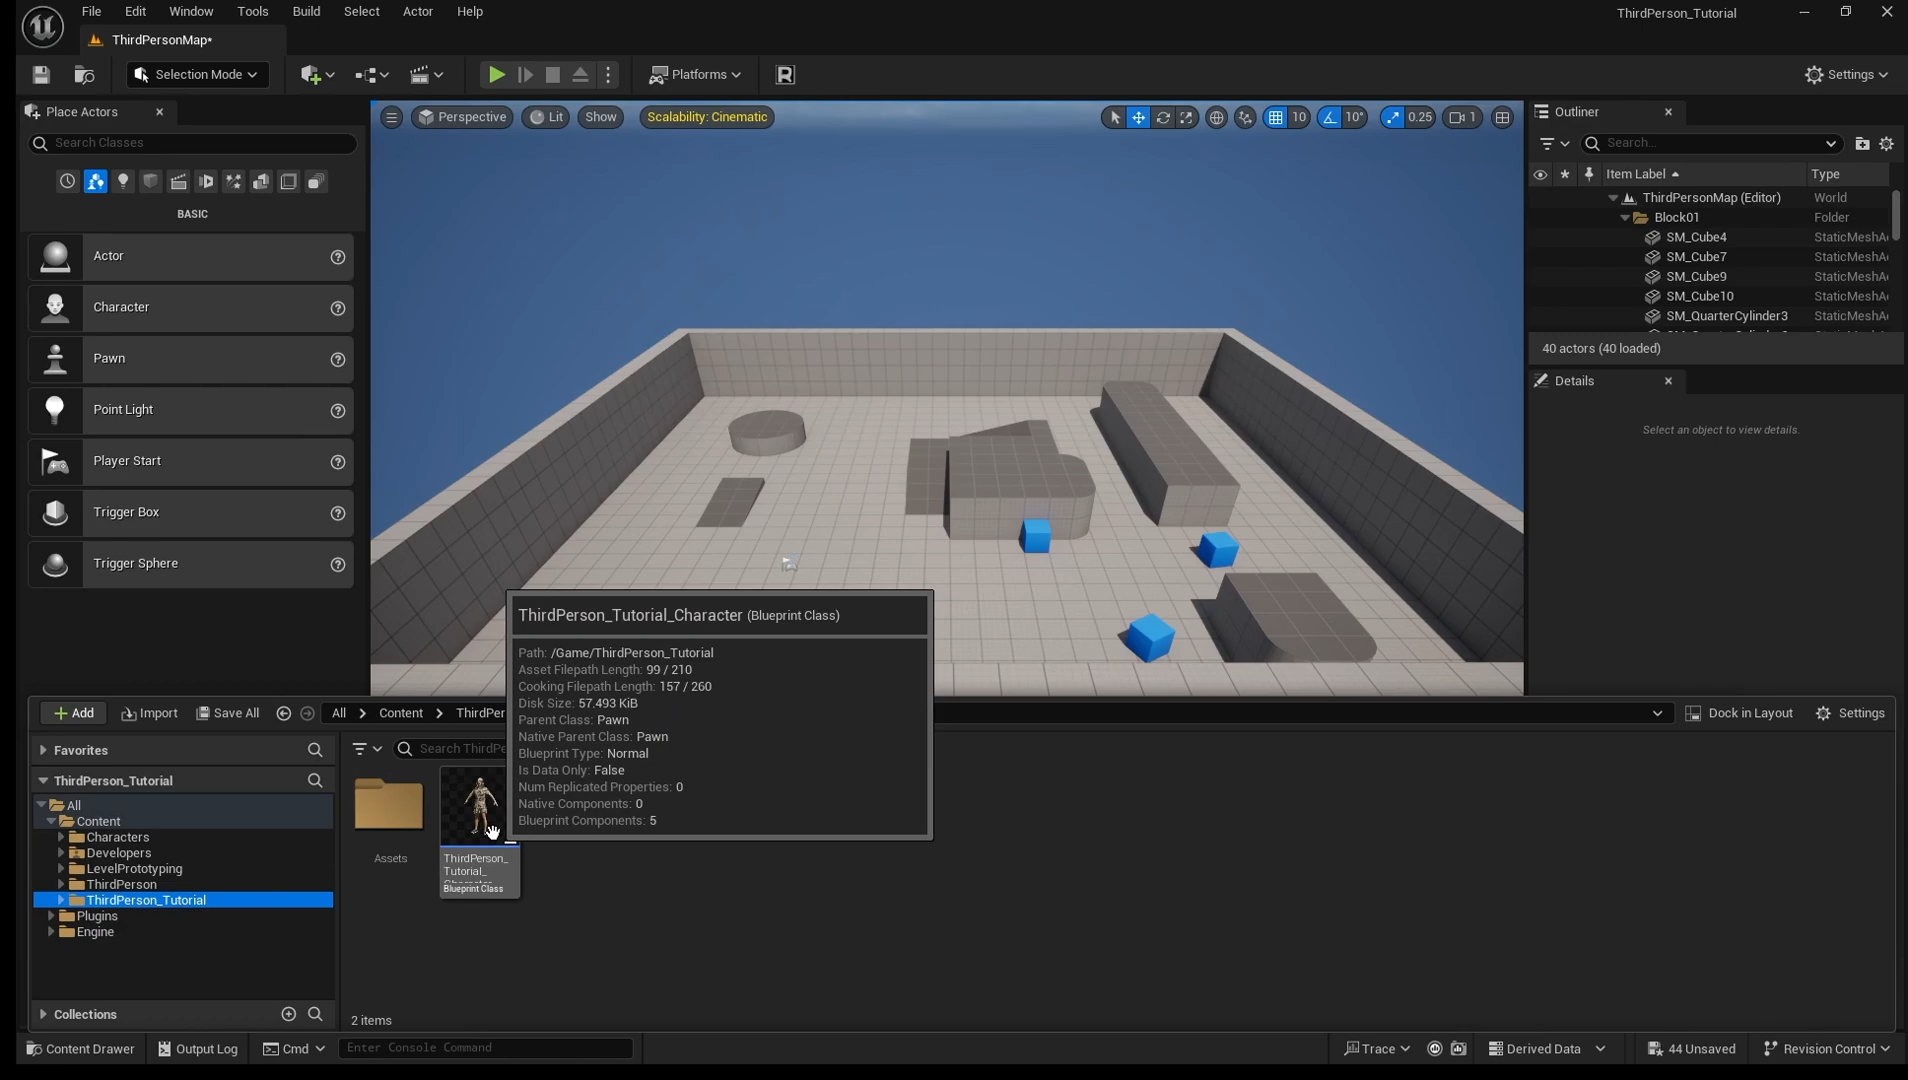 File Edit Window Tools Build Select Actor Help
ThirdPerson_Tutorial
ThirdPersonMap*
Selection Mode
Platforms
Settings
Place Actors
Search Classes
BASIC
Actor
Character
Pawn
Point Light
Player Start
Trigger Box
Trigger Sphere
Perspective Lit Show Scalability: Cinematic
10 10° 0.25 1
Outliner
Search...
Item Label Type
ThirdPersonMap (Editor) World
Block01 Folder
SM_Cube4 StaticMeshA
SM_Cube7 StaticMeshA
SM_Cube9 StaticMeshA
SM_Cube10 StaticMeshA
SM_QuarterCylinder3 StaticMeshA
40 actors (40 loaded)
Details
Select an object to view details.
ThirdPerson_Tutorial_Character (Blueprint Class)
Path: /Game/ThirdPerson_Tutorial
Asset Filepath Length: 99 / 210
Cooking Filepath Length: 157 / 260
Disk Size: 57.493 KiB
Parent Class: Pawn
Native Parent Class: Pawn
Blueprint Type: Normal
Is Data Only: False
Num Replicated Properties: 0
Native Components: 0
Blueprint Components: 5
Add Import Save All All Content ThirdPer
Dock in Layout Settings
Favorites
Search ThirdPe
ThirdPerson_Tutorial
All
Content
Characters
Developers
LevelPrototyping
ThirdPerson
ThirdPerson_Tutorial
Plugins
Engine
Collections
Assets
ThirdPerson_
Tutorial_
Blueprint Class
2 items
Content Drawer Output Log Cmd Enter Console Command
Trace Derived Data 44 Unsaved Revision Control